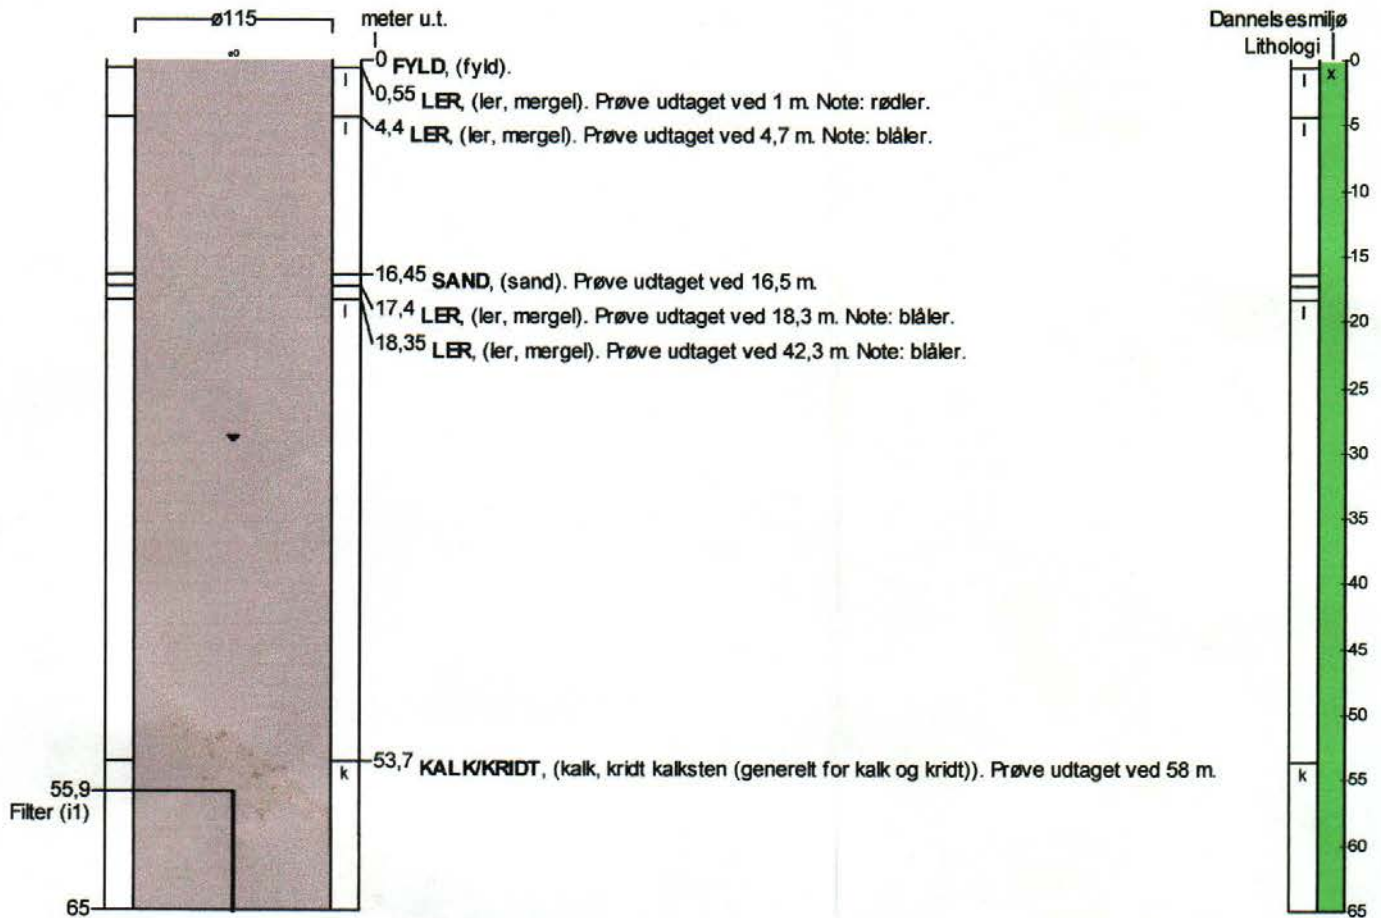 ø115
meter u.t.
Dannelsesmiljø
Lithologi
0 FYLD, (fyld).
l
0,55 LER, (ler, mergel). Prøve udtaget ved 1 m. Note: rødler.
l
4,4 LER, (ler, mergel). Prøve udtaget ved 4,7 m. Note: blåler.
16,45 SAND, (sand). Prøve udtaget ved 16,5 m.
17,4 LER, (ler, mergel). Prøve udtaget ved 18,3 m. Note: blåler.
l
18,35 LER, (ler, mergel). Prøve udtaget ved 42,3 m. Note: blåler.
53,7 KALK/KRIDT, (kalk, kridt kalksten (generelt for kalk og kridt)). Prøve udtaget ved 58 m.
k
55,9
Filter (i1)
65
l
x
l
l
k
0
5
10
15
20
25
30
35
40
45
50
55
60
65